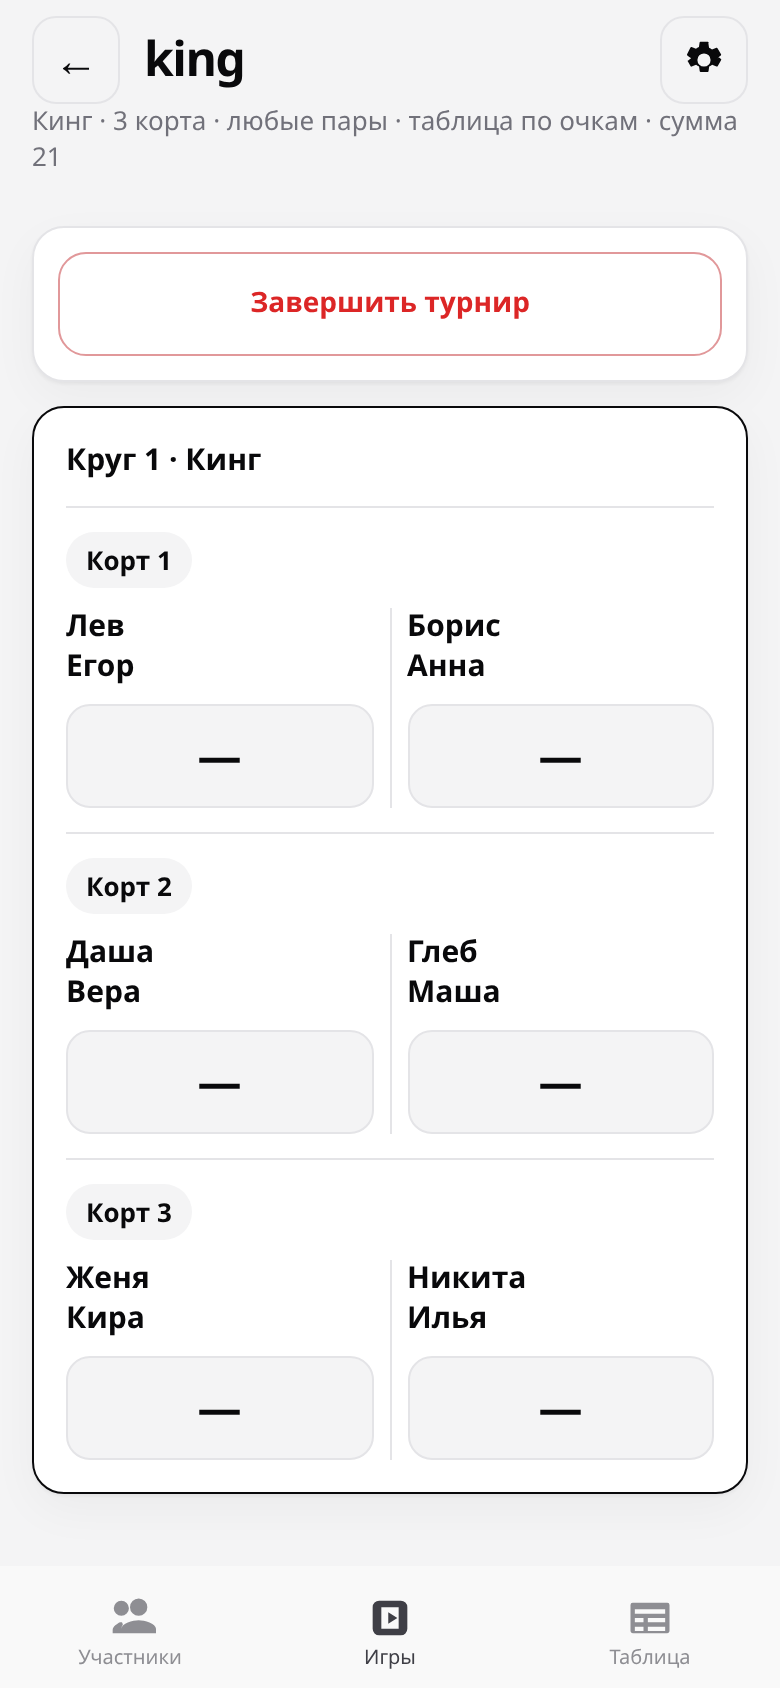 ←
king
Кинг · 3 корта · любые пары · таблица по очкам · сумма
21
Завершить турнир
Круг 1 · Кинг
Корт 1
Лев
Егор
—
Борис
Анна
—
Корт 2
Даша
Вера
—
Глеб
Маша
—
Корт 3
Женя
Кира
—
Никита
Илья
—
Участники
Игры
Таблица